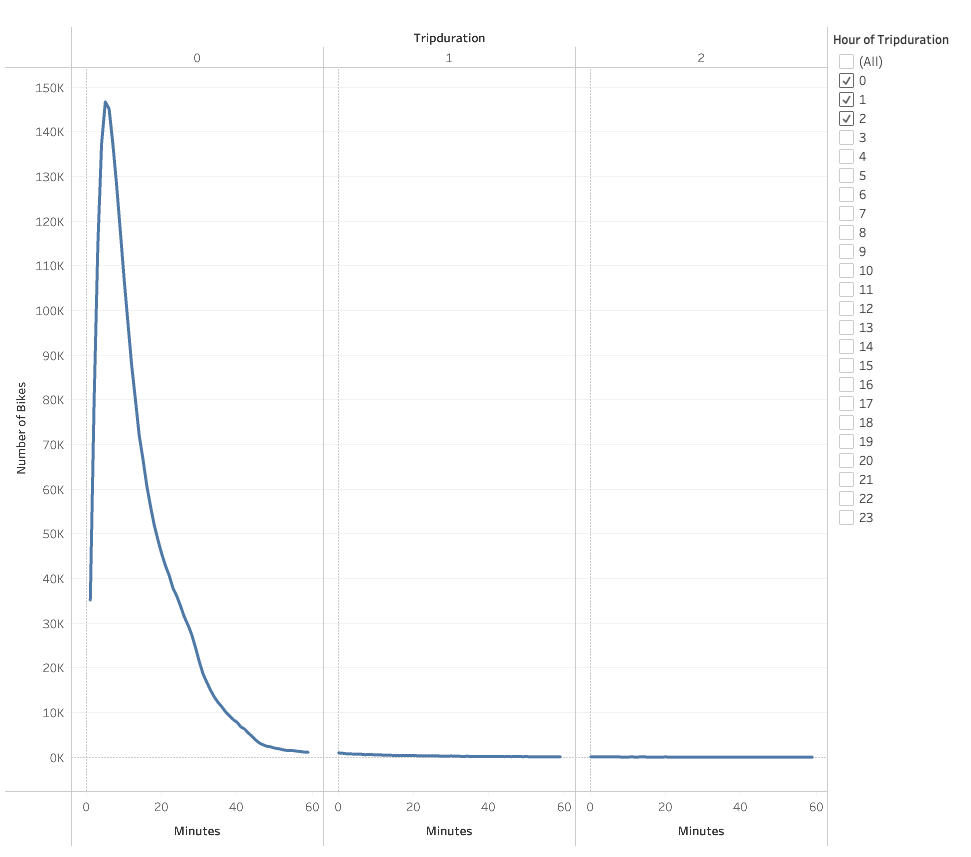 Tripduration
0 1 2
Number of Bikes
150K
140K
130K
120K
110K
100K
90K
80K
70K
60K
50K
40K
30K
20K
10K
0K
0 20 40 60 0 20 40 60 0 20 40 60
Minutes Minutes Minutes
Hour of Tripduration
(All)
0
1
2
3
4
5
6
7
8
9
10
11
12
13
14
15
16
17
18
19
20
21
22
23